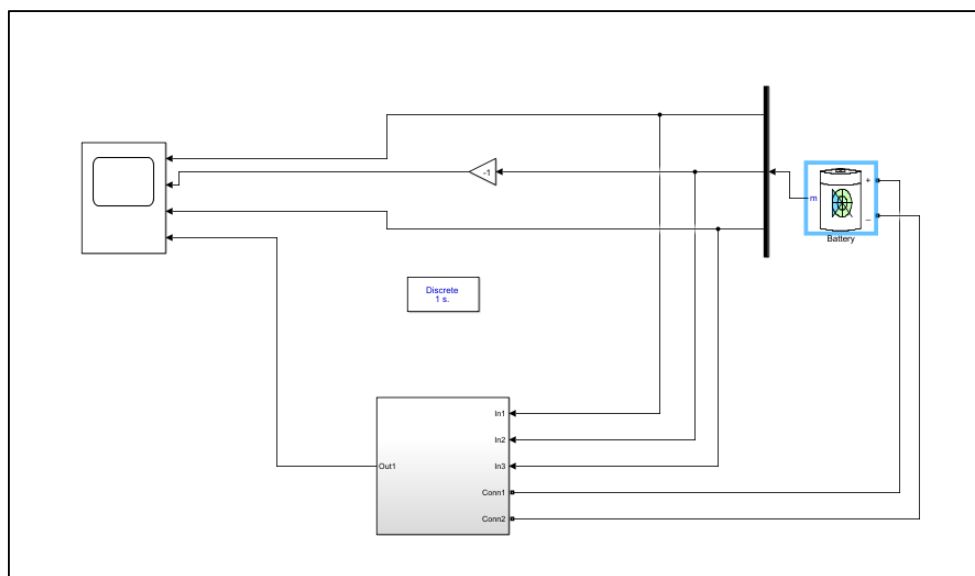 -1
m
+
–
Battery
Discrete
1 s.
In1
In2
In3
Out1
Conn1
Conn2